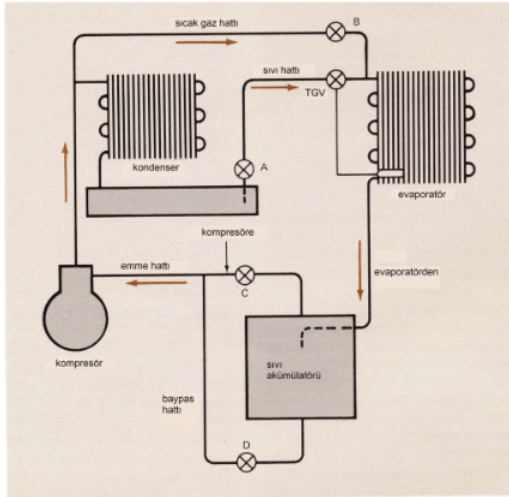 sıcak gaz hattı
B
sıvı hattı
TGV
kondenser
A
evaporatör
kompresöre
emme hattı
evaporatörden
C
kompresör
sıvı
akümülatörü
baypas
hattı
D